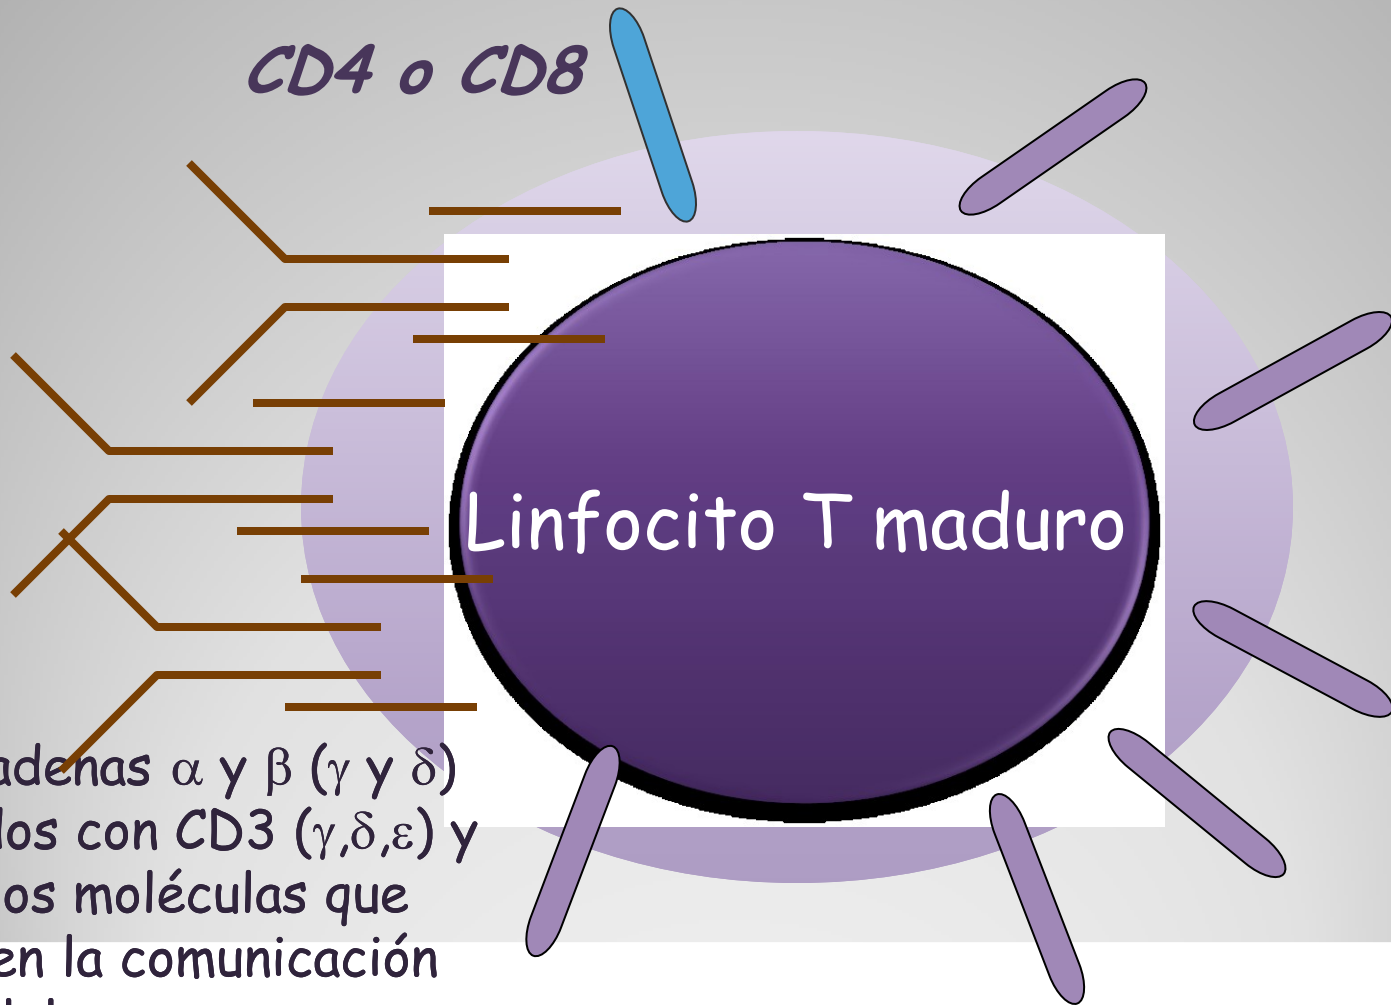 CD4 o CD8
Linfocito T maduro
adenas α y β (γ y δ)
los con CD3 (γ,δ,ε) y
os moléculas que
en la comunicación